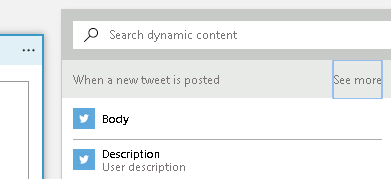 Search dynamic content
When a new tweet is posted See more
Body
Description
User description